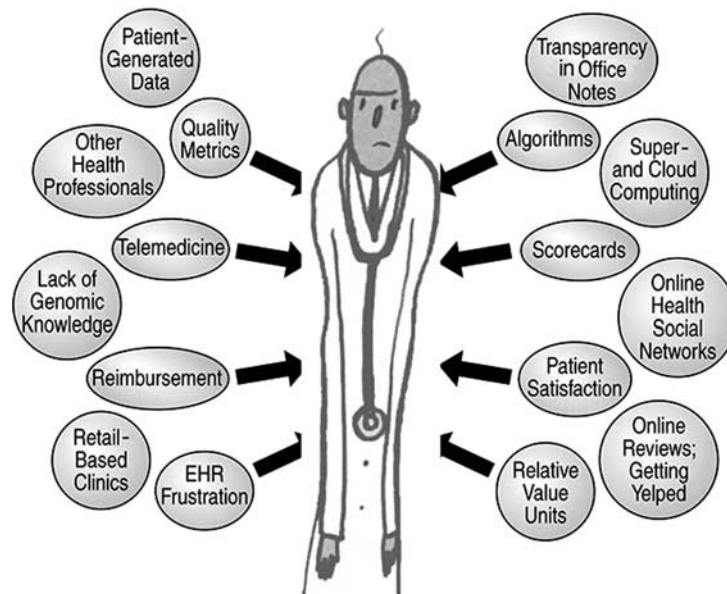 Patient-
Generated
Data
Quality
Metrics
Other
Health
Professionals
Telemedicine
Lack of
Genomic
Knowledge
Reimbursement
Retail-
Based
Clinics
EHR
Frustration
Transparency
in Office
Notes
Algorithms
Super-
and Cloud
Computing
Scorecards
Online
Health
Social
Networks
Patient
Satisfaction
Online
Reviews;
Getting
Yelped
Relative
Value
Units